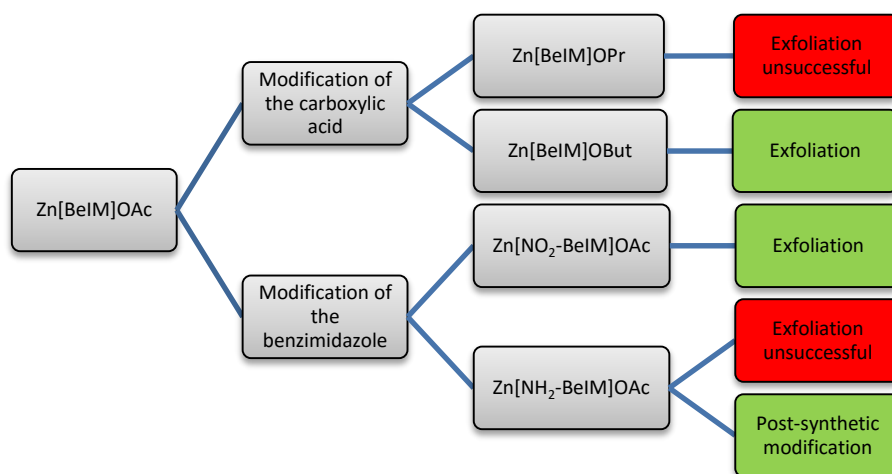 Zn[BeIM]OAc
Modification of
the carboxylic
acid
Zn[BeIM]OPr
Exfoliation
unsuccessful
Zn[BeIM]OBut
Exfoliation
Modification of
the
benzimidazole
Zn[NO₂-BeIM]OAc
Exfoliation
Zn[NH₂-BeIM]OAc
Exfoliation
unsuccessful
Post-synthetic
modification